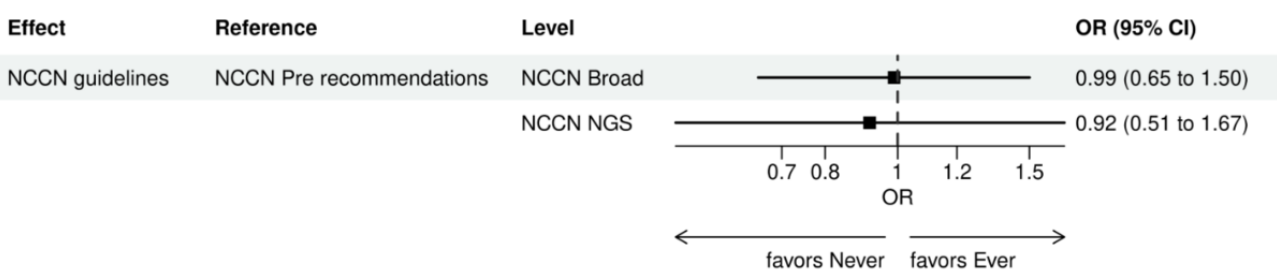 Effect Reference Level OR (95% CI)
NCCN guidelines NCCN Pre recommendations NCCN Broad 0.99 (0.65 to 1.50)
NCCN NGS 0.92 (0.51 to 1.67)
0.7 0.8 1 1.2 1.5
OR
favors Never favors Ever